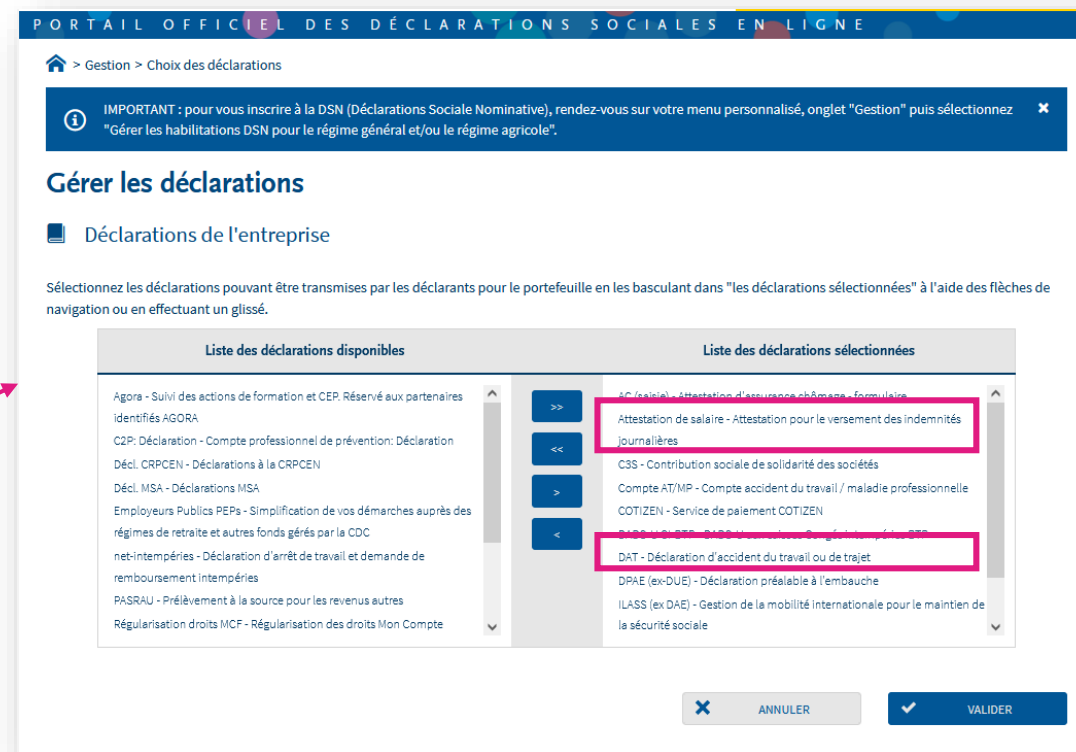 PORTAIL OFFICIEL DES DÉCLARATIONS SOCIALES EN LIGNE
> Gestion > Choix des déclarations
IMPORTANT : pour vous inscrire à la DSN (Déclarations Sociale Nominative), rendez-vous sur votre menu personnalisé, onglet "Gestion" puis sélectionnez
"Gérer les habilitations DSN pour le régime général et/ou le régime agricole".
Gérer les déclarations
Déclarations de l'entreprise
Sélectionnez les déclarations pouvant être transmises par les déclarants pour le portefeuille en les basculant dans "les déclarations sélectionnées" à l'aide des flèches de
navigation ou en effectuant un glissé.
Liste des déclarations disponibles
Agora - Suivi des actions de formation et CEP. Réservé aux partenaires
identifiés AGORA
C2P: Déclaration - Compte professionnel de prévention: Déclaration
Décl. CRPCEN - Déclarations à la CRPCEN
Décl. MSA - Déclarations MSA
Employeurs Publics PEPs - Simplification de vos démarches auprès des
régimes de retraite et autres fonds gérés par la CDC
net-intempéries - Déclaration d'arrêt de travail et demande de
remboursement intempéries
PASRAU - Prélèvement à la source pour les revenus autres
Régularisation droits MCF - Régularisation des droits Mon Compte
>>
<<
>
<
Liste des déclarations sélectionnées
AC (saisie) - Attestation d'assurance chômage - formulaire
Attestation de salaire - Attestation pour le versement des indemnités
journalières
C3S - Contribution sociale de solidarité des sociétés
Compte AT/MP - Compte accident du travail / maladie professionnelle
COTIZEN - Service de paiement COTIZEN
DAT - Déclaration d'accident du travail ou de trajet
DPAE (ex-DUE) - Déclaration préalable à l'embauche
ILASS (ex DAE) - Gestion de la mobilité internationale pour le maintien de
la sécurité sociale
ANNULER
VALIDER